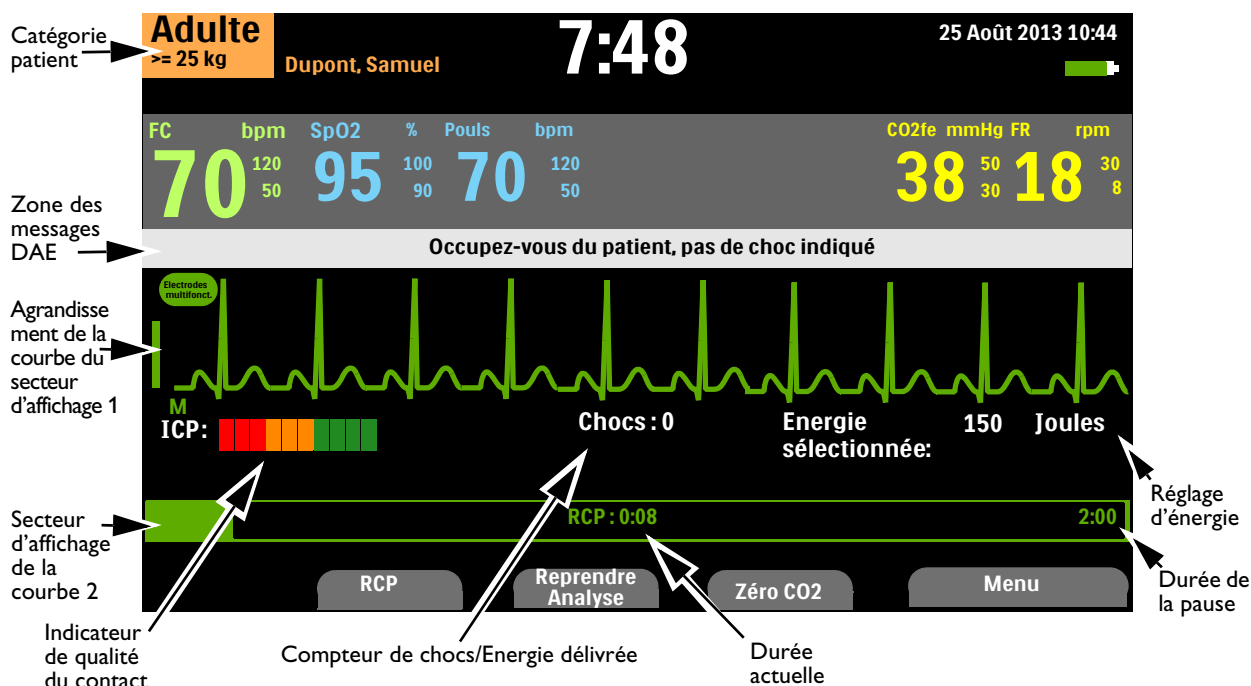 Catégorie
patient
Adulte
>= 25 kg
Dupont, Samuel
7:48
25 Août 2013 10:44
FC bpm
70
120
50
SpO2 %
95
100
90
Pouls bpm
70
120
50
CO2fe mmHg
38
50
30
FR rpm
18
30
8
Zone des
messages
DAE
Occupez-vous du patient, pas de choc indiqué
Electrodes
multifonct.
Agrandisse
ment de la
courbe du
secteur
d'affichage 1
M
ICP:
Chocs : 0
Energie
sélectionnée:
150 Joules
Réglage
d'énergie
Secteur
d'affichage
de la
courbe 2
RCP : 0:08
2:00
RCP
Reprendre
Analyse
Zéro CO2
Menu
Durée de
la pause
Indicateur
de qualité
du contact
Compteur de chocs/Energie délivrée
Durée
actuelle